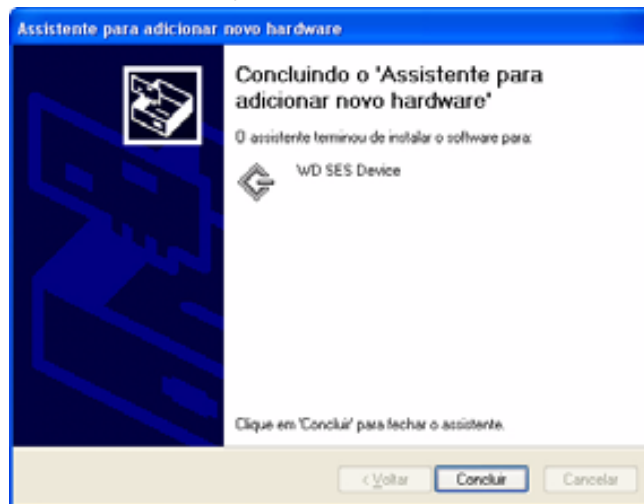 Assistente para adicionar novo hardware
Concluindo o 'Assistente para
adicionar novo hardware'
O assistente terminou de instalar o software para:
WD SES Device
Clique em 'Concluir' para fechar o assistente.
< Voltar Concluir Cancelar